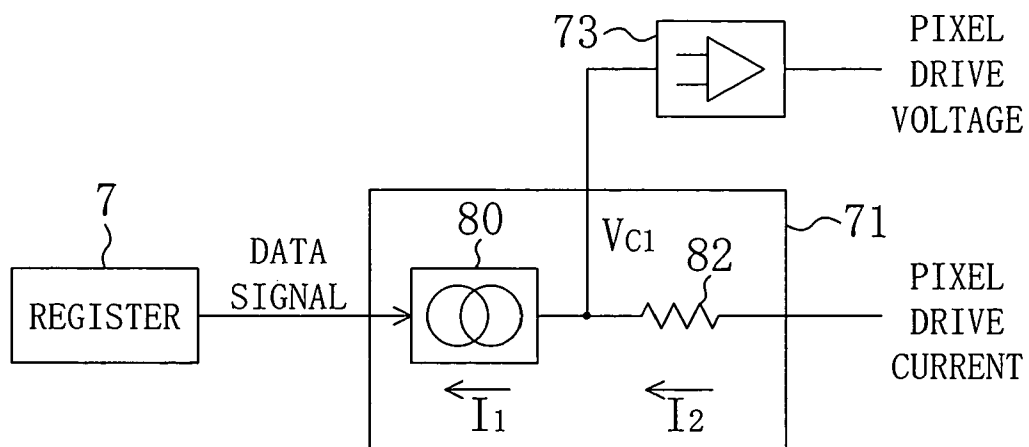 73
PIXEL
DRIVE
VOLTAGE
7
80
VC1
71
DATA
SIGNAL
82
REGISTER
PIXEL
DRIVE
CURRENT
I1
I2